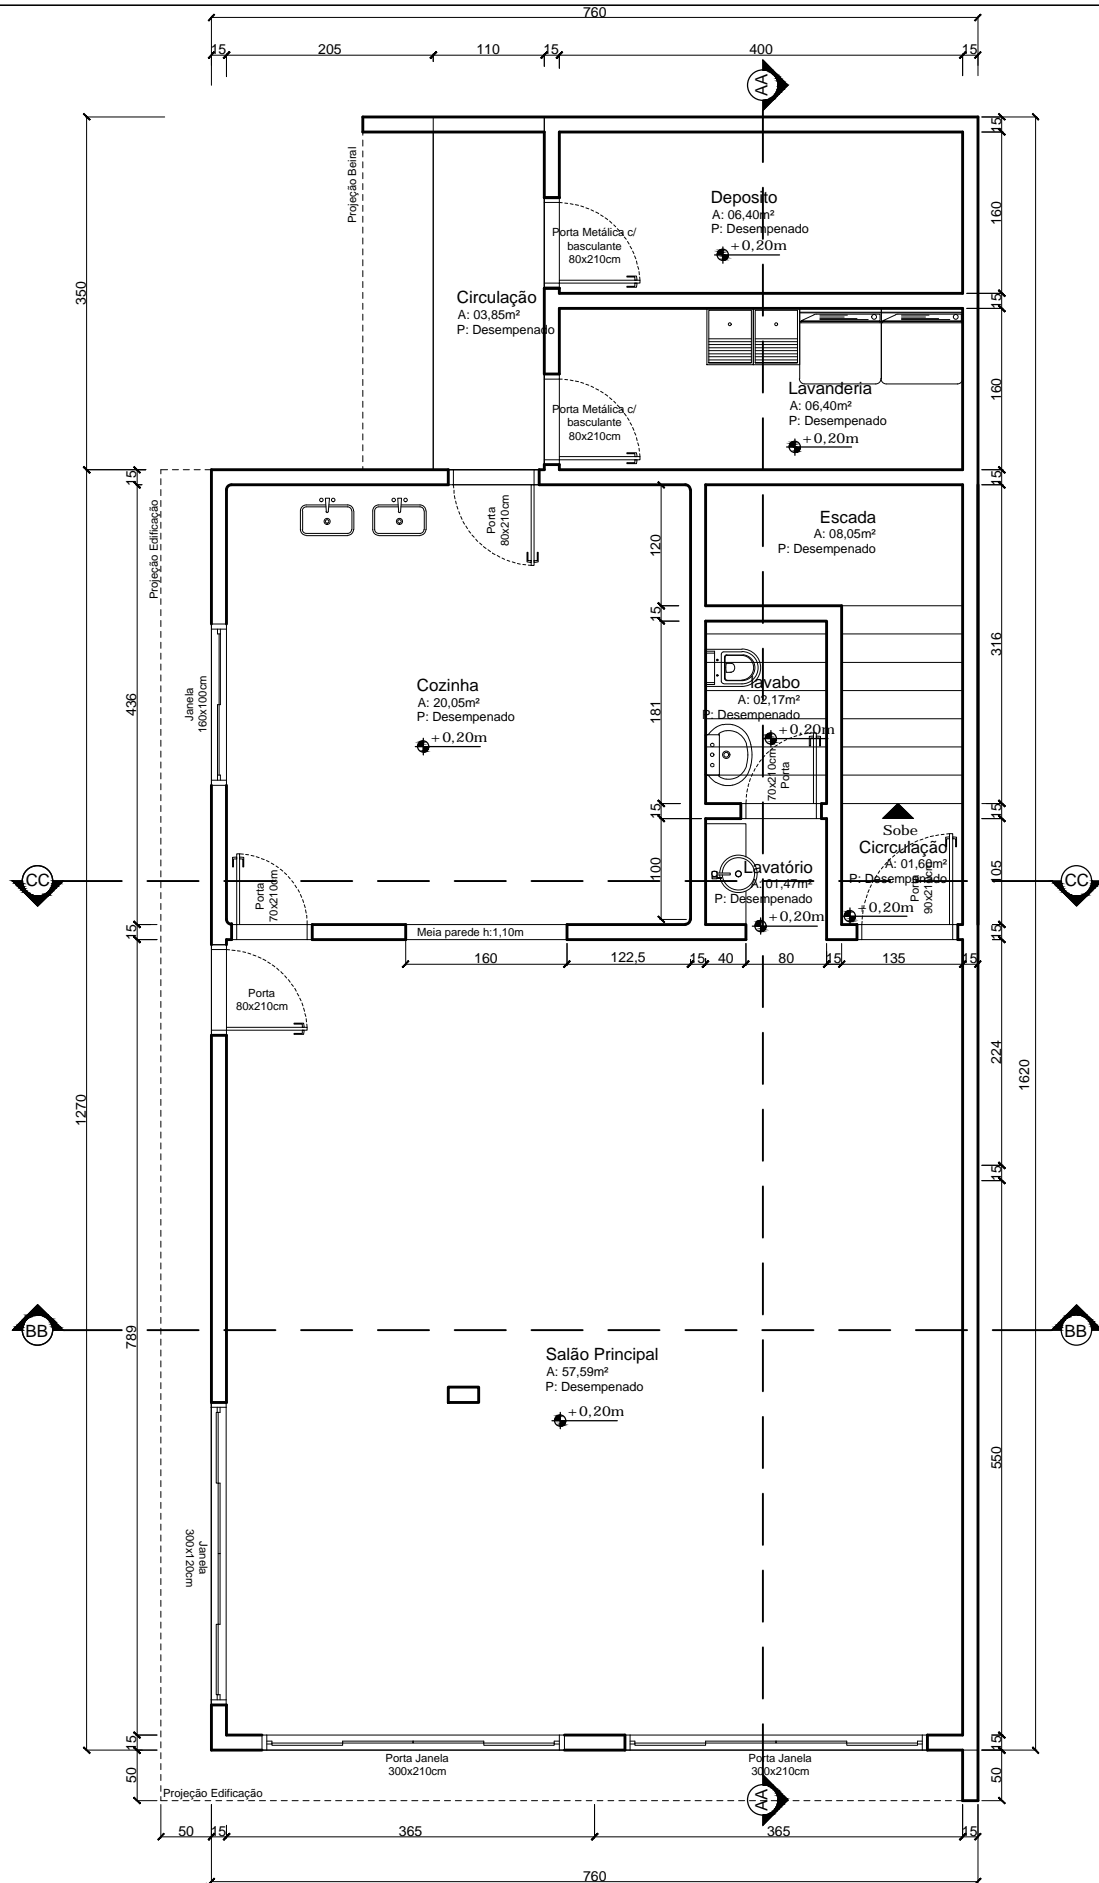 760
15 205 110 15 400 15
AA
15
Projeção Beiral
Deposito
A: 06,40m²
P: Desempenado
+0,20m
160
Porta Metálica c/
basculante
80x210cm
350
Circulação
A: 03,85m²
P: Desempenado
15
Lavanderia
A: 06,40m²
P: Desempenado
+0,20m
160
Porta Metálica c/
basculante
80x210cm
15
15
Projeção Edificação
Porta
80x210cm
Escada
A: 08,05m²
P: Desempenado
120
15
316
Janela
160x100cm
436
Cozinha
A: 20,05m²
P: Desempenado
+0,20m
181
lavabo
A: 02,17m²
P: Desempenado
+0,20m
Porta
70x210cm
15
15
Sobe
Cicrculação
A: 01,60m²
P: Desempenado
+0,20m
Porta
90x210cm
105
100
Lavatório
A: 01,47m²
P: Desempenado
+0,20m
CC
CC
Porta
70x210cm
15
Meia parede h:1,10m
15
160 122,5 15 40 80 15 135 15
Porta
80x210cm
224
1270
1620
15
BB
BB
789
Salão Principal
A: 57,59m²
P: Desempenado
+0,20m
550
Janela
300x120cm
15
15
Porta Janela
300x210cm
Porta Janela
300x210cm
50
50
Projeção Edificação
AA
50 15 365 365 15
760